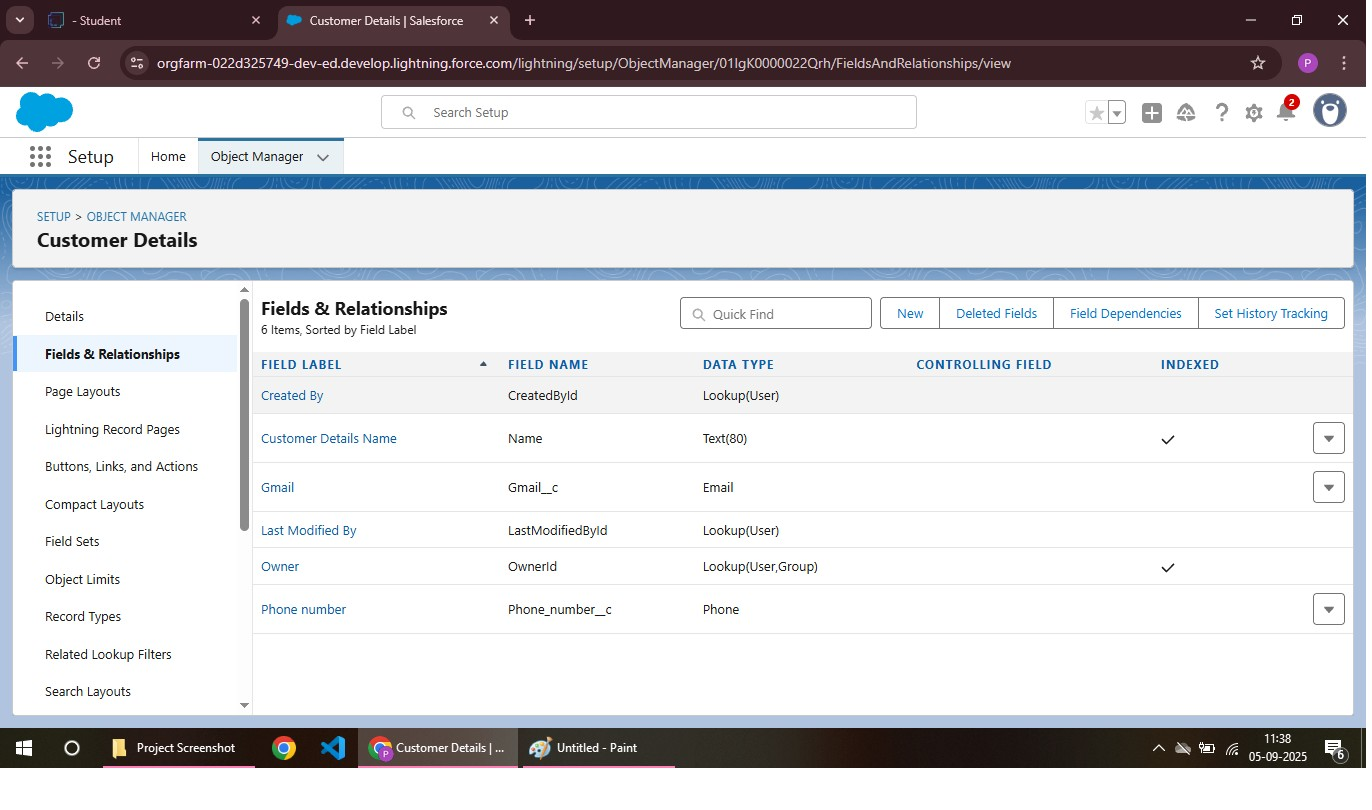 - Student
Customer Details | Salesforce
orgfarm-022d325749-dev-ed.develop.lightning.force.com/lightning/setup/ObjectManager/01IgK0000022Qrh/FieldsAndRelationships/view
P
Search Setup
2
Setup
Home
Object Manager
SETUP > OBJECT MANAGER
Customer Details
Details
Fields & Relationships
Page Layouts
Lightning Record Pages
Buttons, Links, and Actions
Compact Layouts
Field Sets
Object Limits
Record Types
Related Lookup Filters
Search Layouts
Fields & Relationships
6 Items, Sorted by Field Label
Quick Find
New
Deleted Fields
Field Dependencies
Set History Tracking
FIELD LABEL FIELD NAME DATA TYPE CONTROLLING FIELD INDEXED
Created By CreatedById Lookup(User)
Customer Details Name Name Text(80)
Gmail Gmail__c Email
Last Modified By LastModifiedById Lookup(User)
Owner OwnerId Lookup(User,Group)
Phone number Phone_number__c Phone
Project Screenshot
P
Customer Details | ...
Untitled - Paint
11:38
05-09-2025
6